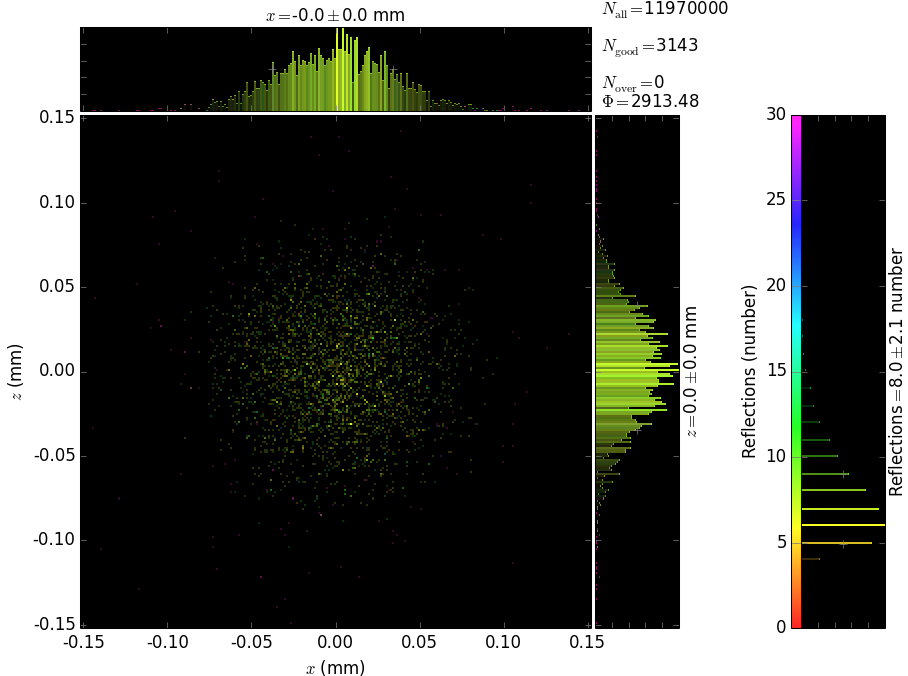 x = -0.0 ± 0.0 mm
N_all = 11970000
N_good = 3143
N_over = 0
Φ = 2913.48
0.15
0.10
0.05
0.00
-0.05
-0.10
-0.15
z (mm)
-0.15
-0.10
-0.05
0.00
0.05
0.10
0.15
x (mm)
z = 0.0 ± 0.0 mm
30
25
20
15
10
5
0
Reflections (number)
Reflections = 8.0 ± 2.1 number